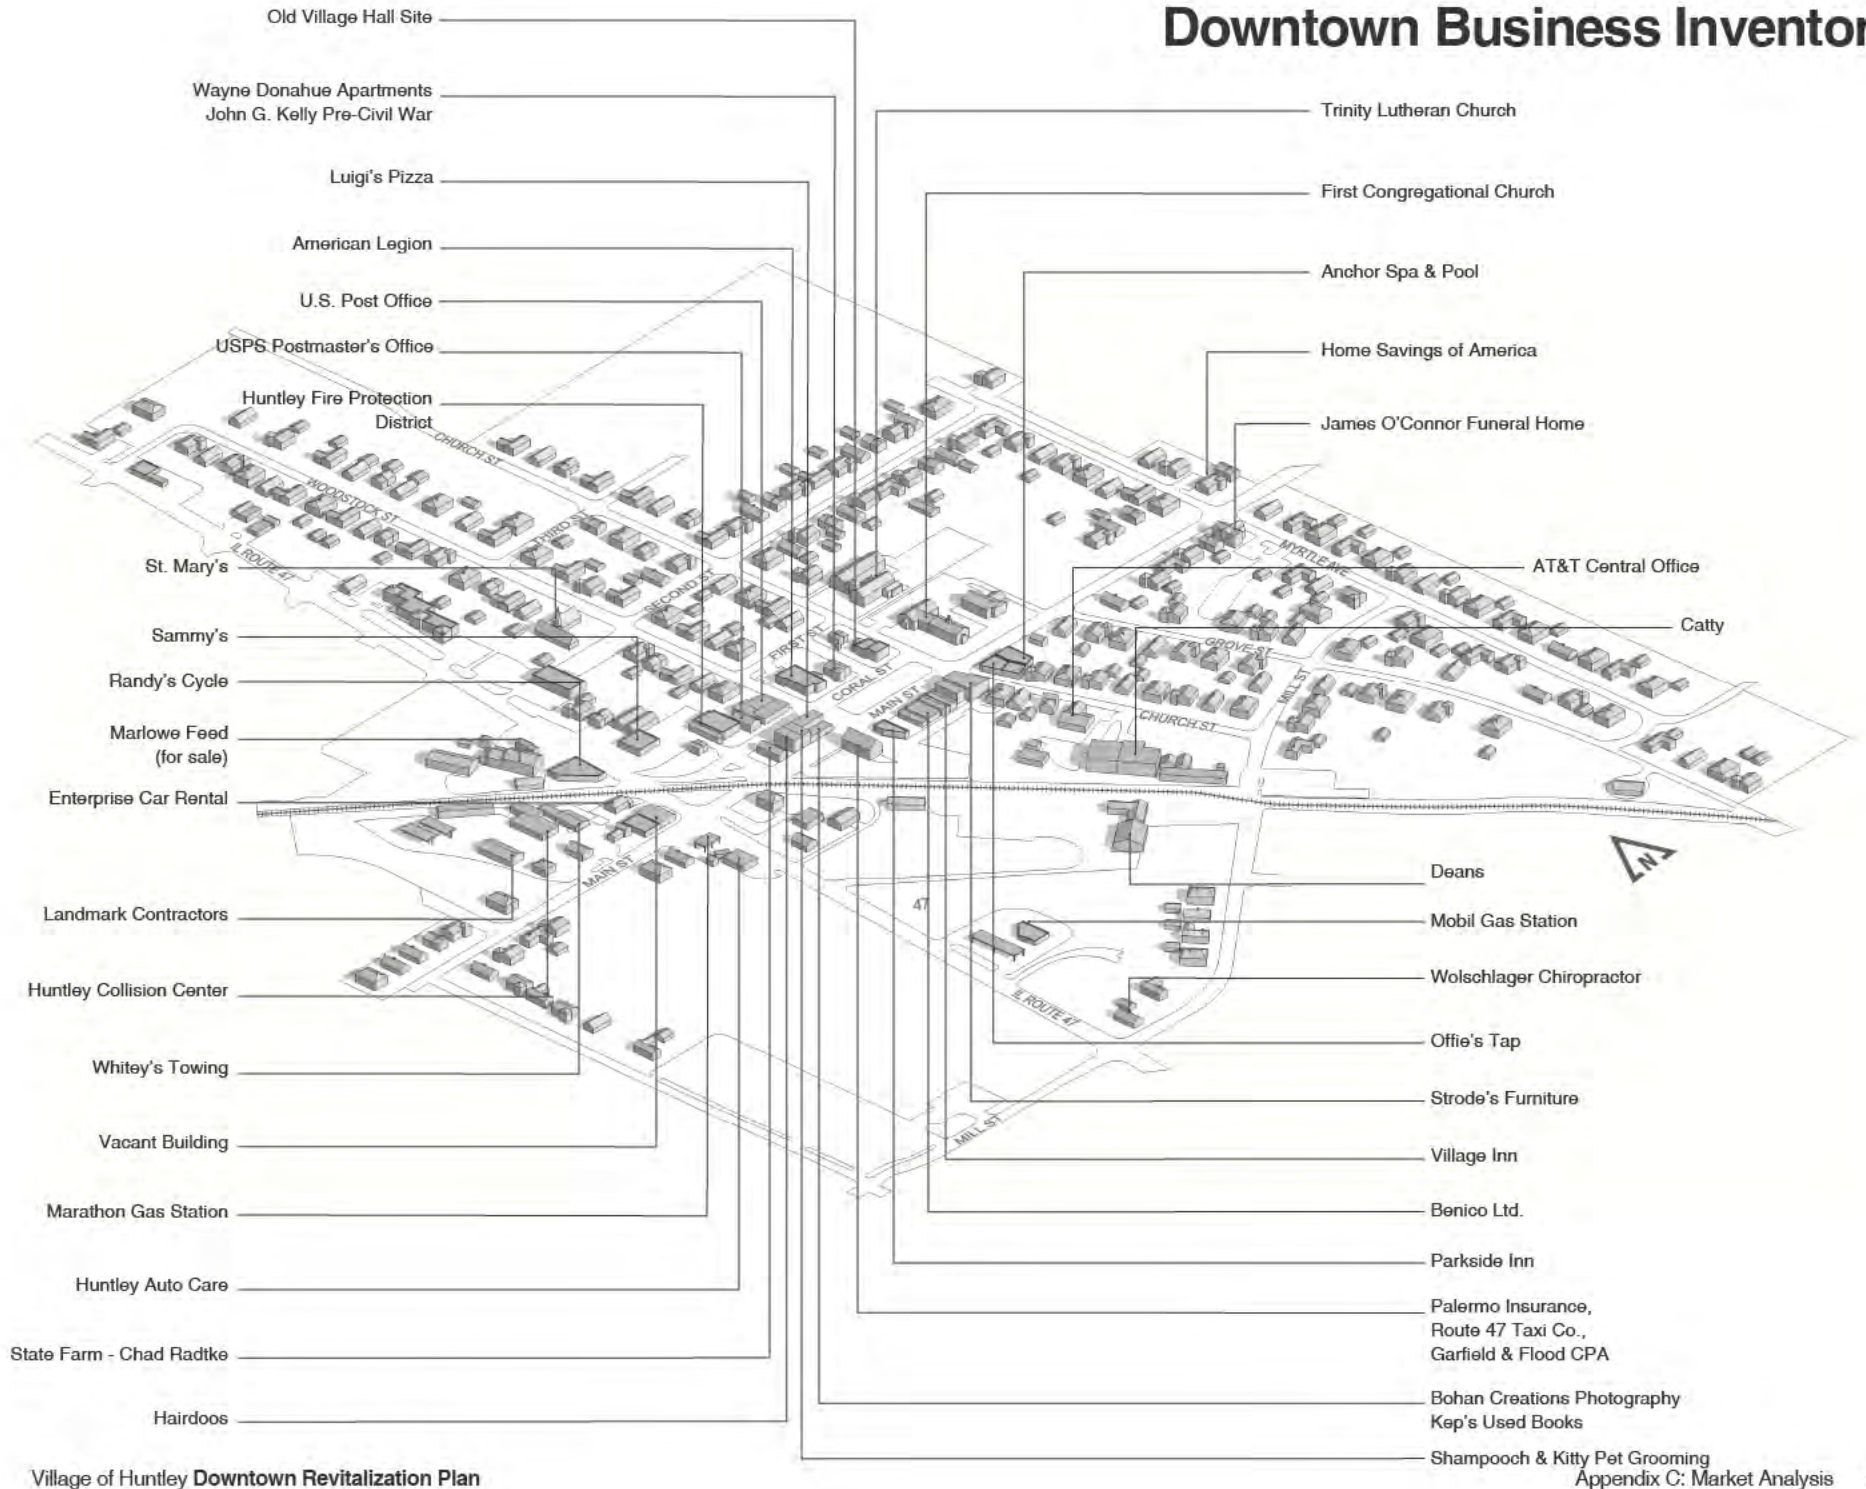 Downtown Business Inventor
Old Village Hall Site
Wayne Donahue Apartments
John G. Kelly Pre-Civil War
Luigi's Pizza
American Legion
U.S. Post Office
USPS Postmaster's Office
Huntley Fire Protection
District
St. Mary's
Sammy's
Randy's Cycle
Marlowe Feed
(for sale)
Enterprise Car Rental
Landmark Contractors
Huntley Collision Center
Whitey's Towing
Vacant Building
Marathon Gas Station
Huntley Auto Care
State Farm - Chad Radtke
Hairdoos
Trinity Lutheran Church
First Congregational Church
Anchor Spa & Pool
Home Savings of America
James O'Connor Funeral Home
AT&T Central Office
Catty
Deans
Mobil Gas Station
Wolschlager Chiropractor
Offie's Tap
Strode's Furniture
Village Inn
Benico Ltd.
Parkside Inn
Palermo Insurance,
Route 47 Taxi Co.,
Garfield & Flood CPA
Bohan Creations Photography
Kep's Used Books
Shampooch & Kitty Pet Grooming
CHURCH ST
WOODSTOCK ST
IL ROUTE 47
THIRD ST
SECOND ST
FIRST ST
CORAL ST
MAIN ST
MYRTLE AVE
GROVE ST
MILL ST
CHURCH ST
MAIN ST
47
IL ROUTE 47
MILL ST
N
Village of Huntley Downtown Revitalization Plan
Appendix C: Market Analysis